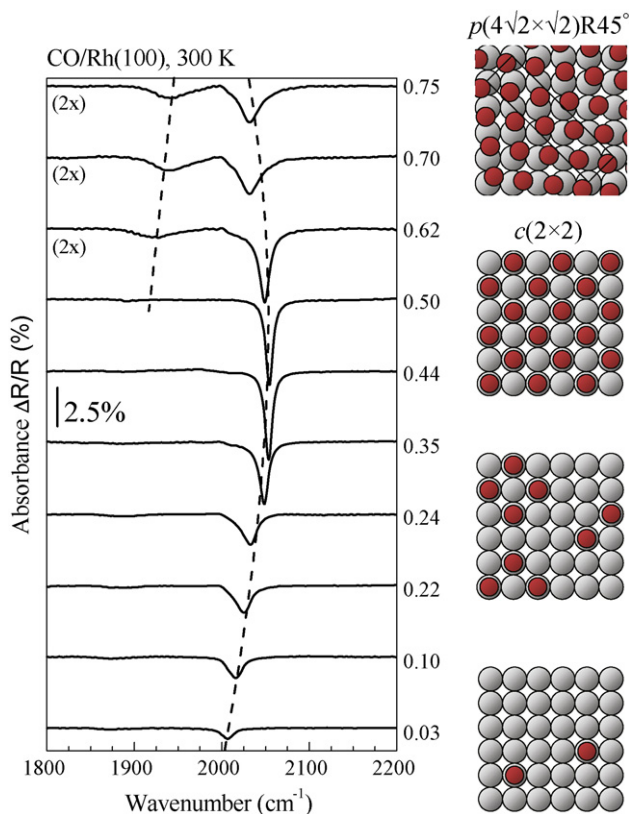 p(4√2×√2)R45°
CO/Rh(100), 300 K
0.75
(2x)
0.70
(2x)
0.62
(2x)
c(2×2)
0.50
0.44
2.5%
0.35
0.24
0.22
0.10
0.03
Absorbance ΔR/R (%)
1800 1900 2000 2100 2200
Wavenumber (cm⁻¹)